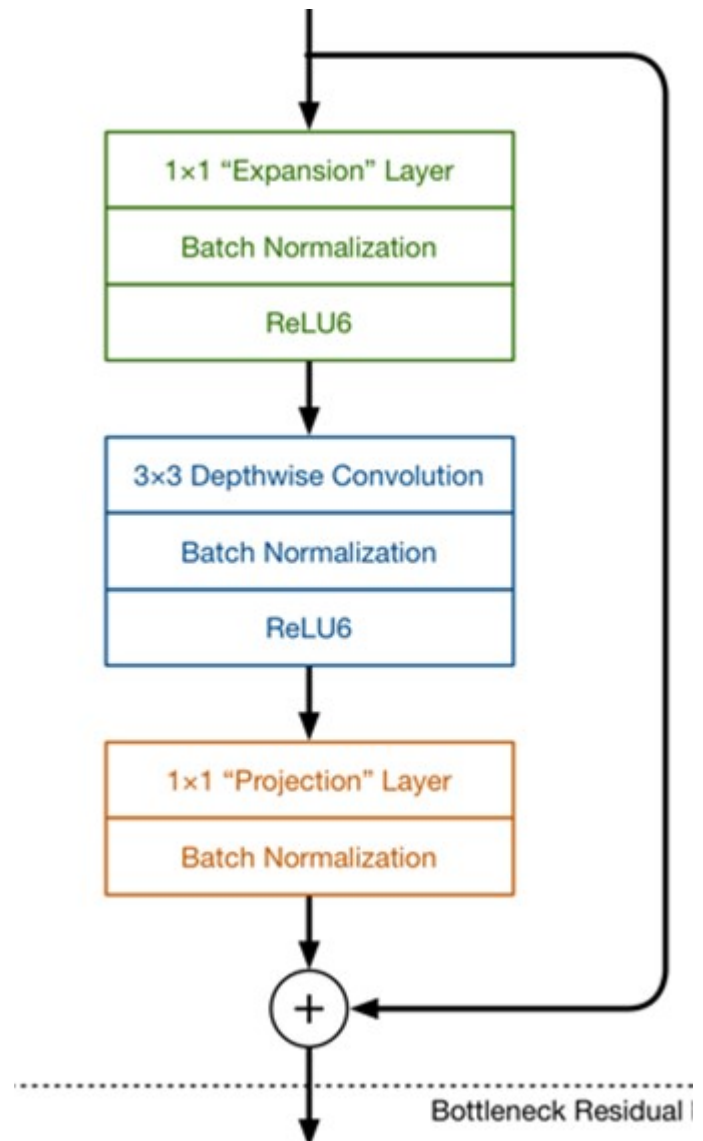 1×1 “Expansion” Layer
Batch Normalization
ReLU6
3×3 Depthwise Convolution
Batch Normalization
ReLU6
1×1 “Projection” Layer
Batch Normalization
+
Bottleneck Residual